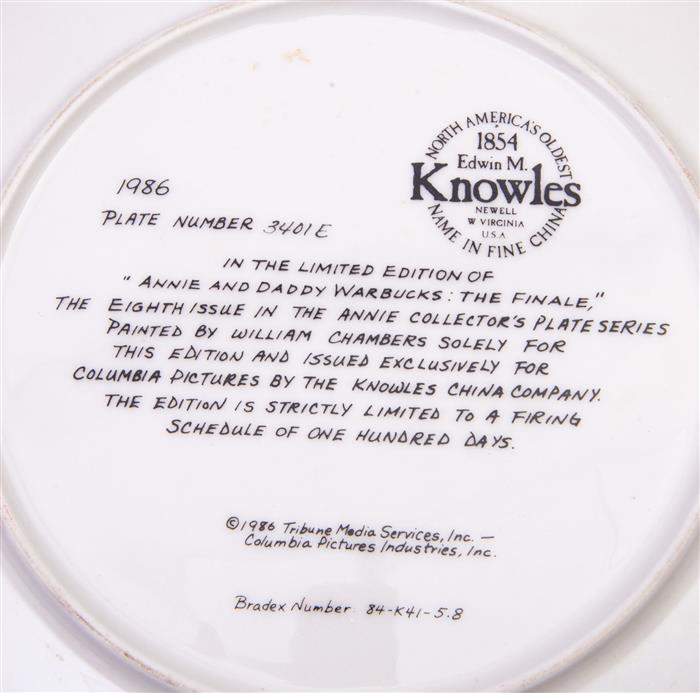 NORTH AMERICA'S OLDEST
1854
Edwin M.
Knowles
NEWELL
W VIRGINIA
U.S.A
NAME IN FINE CHINA
1986
PLATE NUMBER 3401E
IN THE LIMITED EDITION OF
"ANNIE AND DADDY WARBUCKS: THE FINALE,"
THE EIGHTH ISSUE IN THE ANNIE COLLECTOR'S PLATE SERIES
PAINTED BY WILLIAM CHAMBERS SOLELY FOR
THIS EDITION AND ISSUED EXCLUSIVELY FOR
COLUMBIA PICTURES BY THE KNOWLES CHINA COMPANY.
THE EDITION IS STRICTLY LIMITED TO A FIRING
SCHEDULE OF ONE HUNDRED DAYS.
©1986 Tribune Media Services, Inc. —
Columbia Pictures Industries, Inc.
Bradex Number 84-K41-5.8